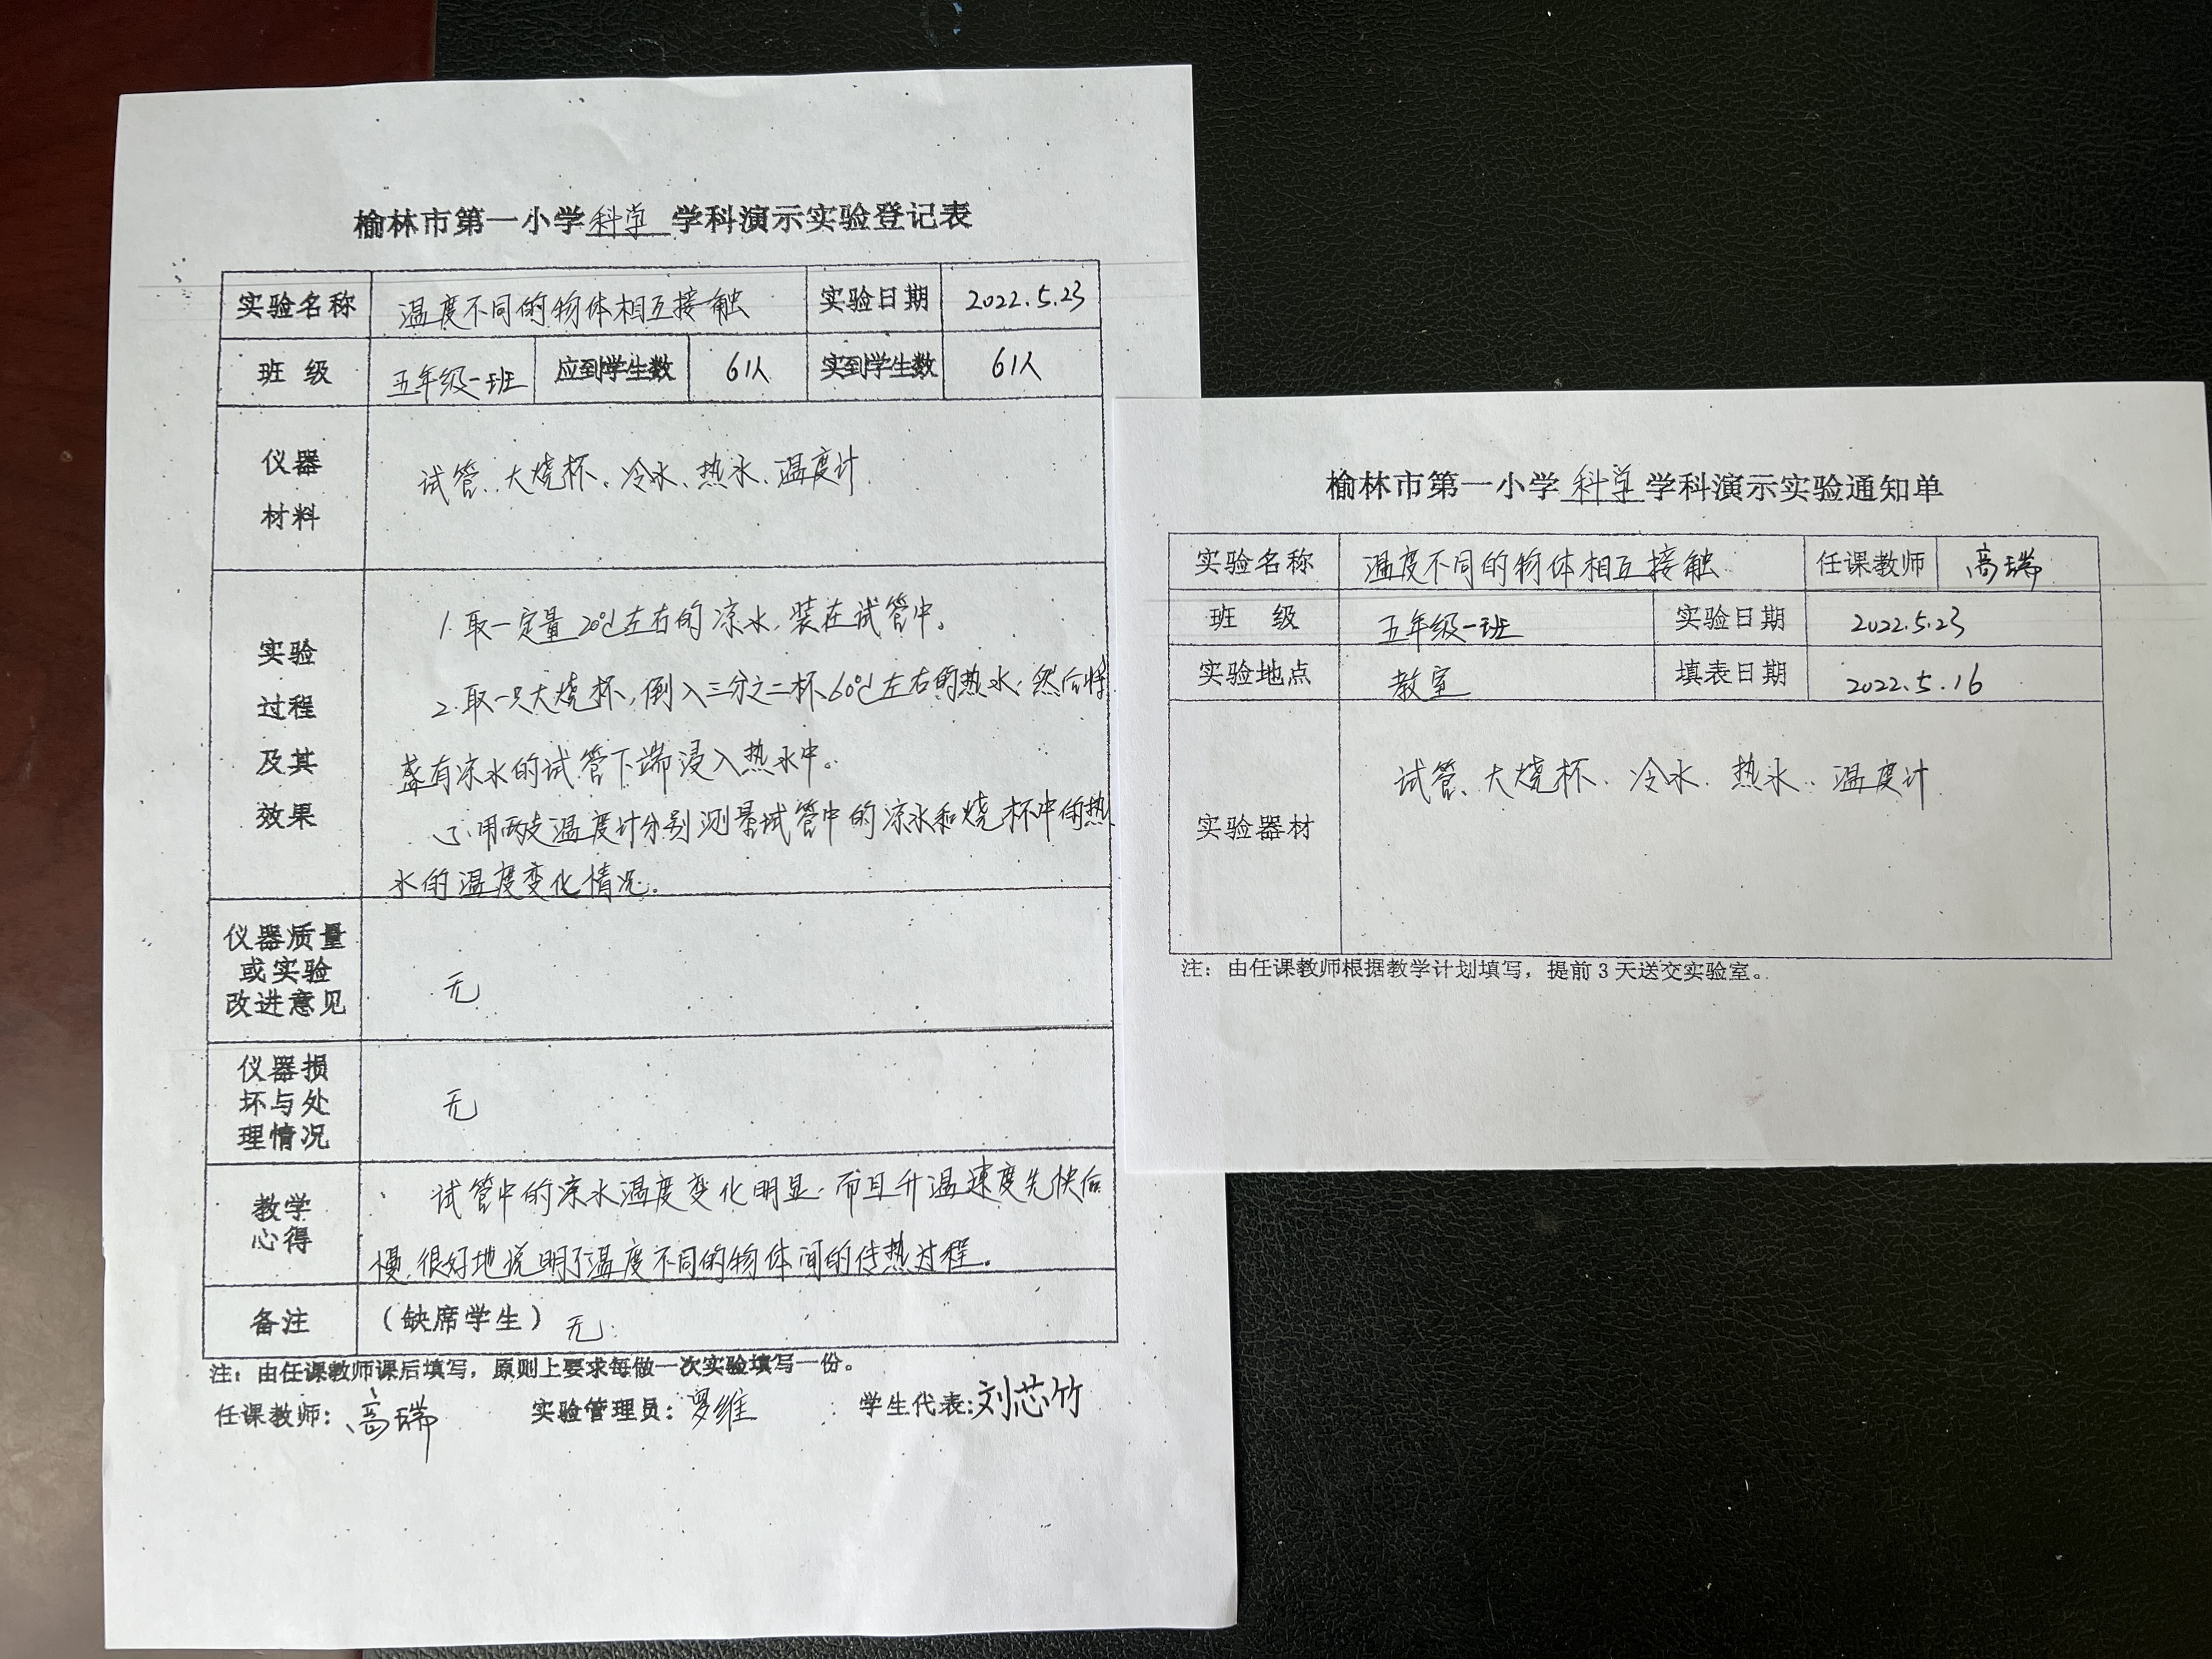 榆林市第一小学科学学科演示实验登记表
实验名称 温度不同的物体相互接触 实验日期 2022.5.23
班 级 五年级一班 应到学生数 61人 实到学生数 61人
仪器
材料
试管、大烧杯、冷水、热水、温度计
实验
过程
及其
效果
1.取一定量20℃左右的凉水,装在试管中。
2.取一只大烧杯,倒入三分之二杯60℃左右的热水,然后将
盛有凉水的试管下端浸入热水中。
3.用两支温度计分别测量试管中的凉水和烧杯中的热
水的温度变化情况.
仪器质量
或实验
改进意见
无
仪器损
坏与处
理情况
无
教学
心得
试管中的凉水温度变化明显,而且升温速度先快后
慢,很好地说明了温度不同的物体间的传热过程。
备注 (缺席学生) 无
注:由任课教师课后填写,原则上要求每做一次实验填写一份。
任课教师:高瑞 实验管理员:罗维 学生代表:刘芯竹
榆林市第一小学科学学科演示实验通知单
实验名称 温度不同的物体相互接触 任课教师 高瑞
班 级 五年级一班 实验日期 2022.5.23
实验地点 教室 填表日期 2022.5.16
实验器材 试管、大烧杯、冷水、热水、温度计
注:由任课教师根据教学计划填写,提前3天送交实验室。